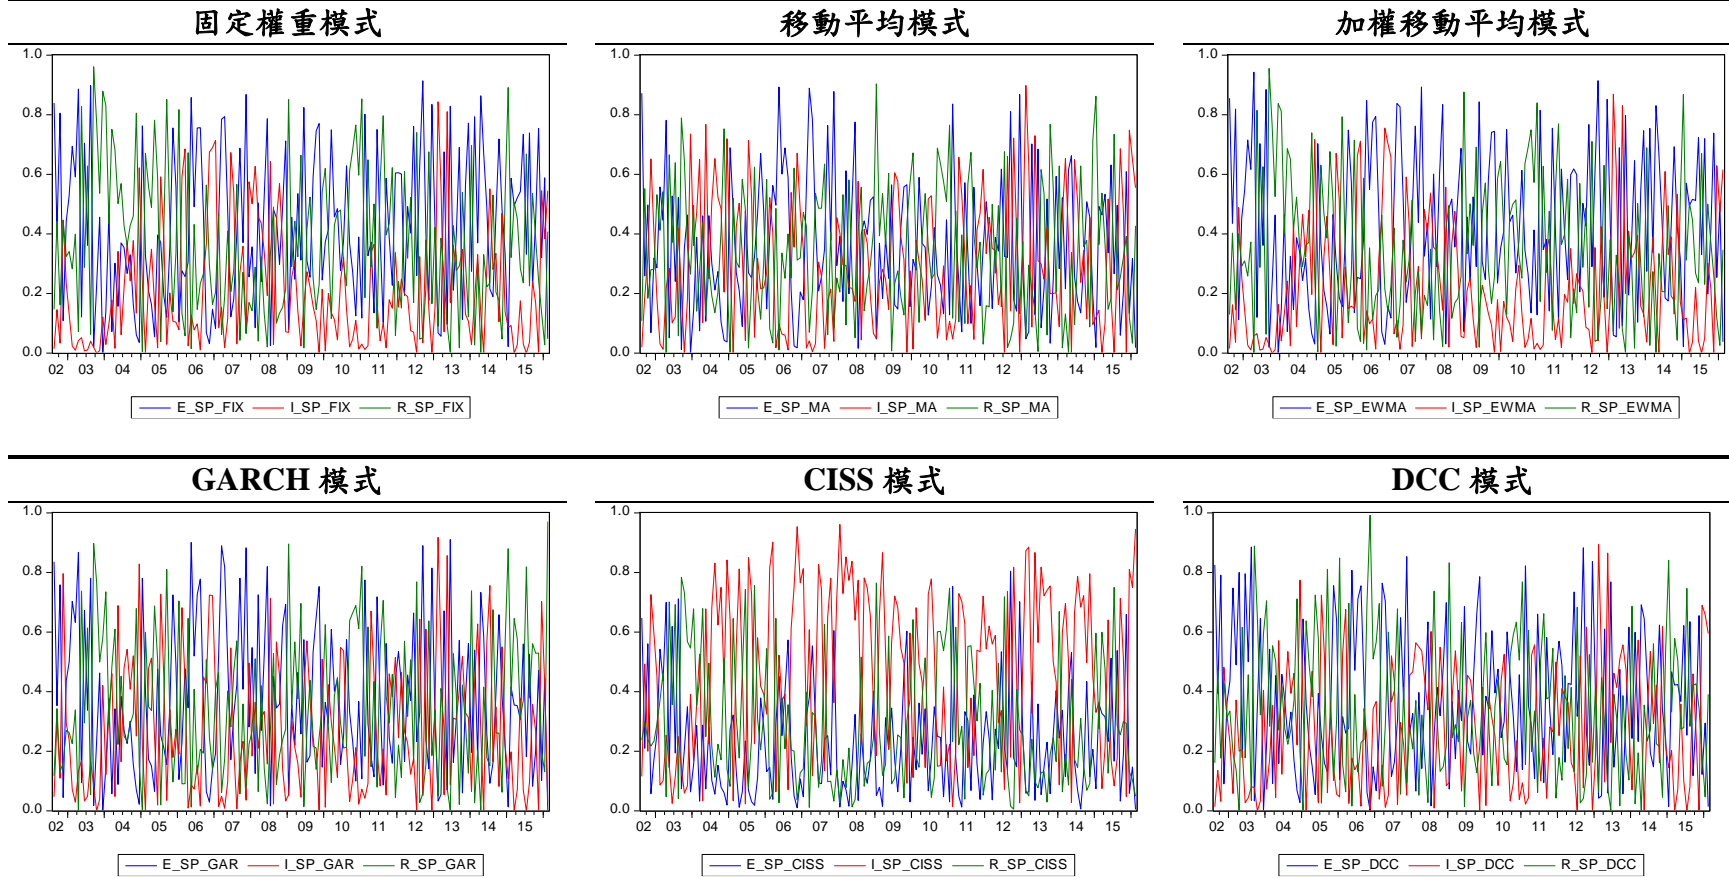 固定權重模式
移動平均模式
加權移動平均模式
1.0
0.8
0.6
0.4
0.2
0.0
02 03 04 05 06 07 08 09 10 11 12 13 14 15
E_SP_FIX I_SP_FIX R_SP_FIX
1.0
0.8
0.6
0.4
0.2
0.0
02 03 04 05 06 07 08 09 10 11 12 13 14 15
E_SP_MA I_SP_MA R_SP_MA
1.0
0.8
0.6
0.4
0.2
0.0
02 03 04 05 06 07 08 09 10 11 12 13 14 15
E_SP_EWMA I_SP_EWMA R_SP_EWMA
GARCH 模式
CISS 模式
DCC 模式
1.0
0.8
0.6
0.4
0.2
0.0
02 03 04 05 06 07 08 09 10 11 12 13 14 15
E_SP_GAR I_SP_GAR R_SP_GAR
1.0
0.8
0.6
0.4
0.2
0.0
02 03 04 05 06 07 08 09 10 11 12 13 14 15
E_SP_CISS I_SP_CISS R_SP_CISS
1.0
0.8
0.6
0.4
0.2
0.0
02 03 04 05 06 07 08 09 10 11 12 13 14 15
E_SP_DCC I_SP_DCC R_SP_DCC